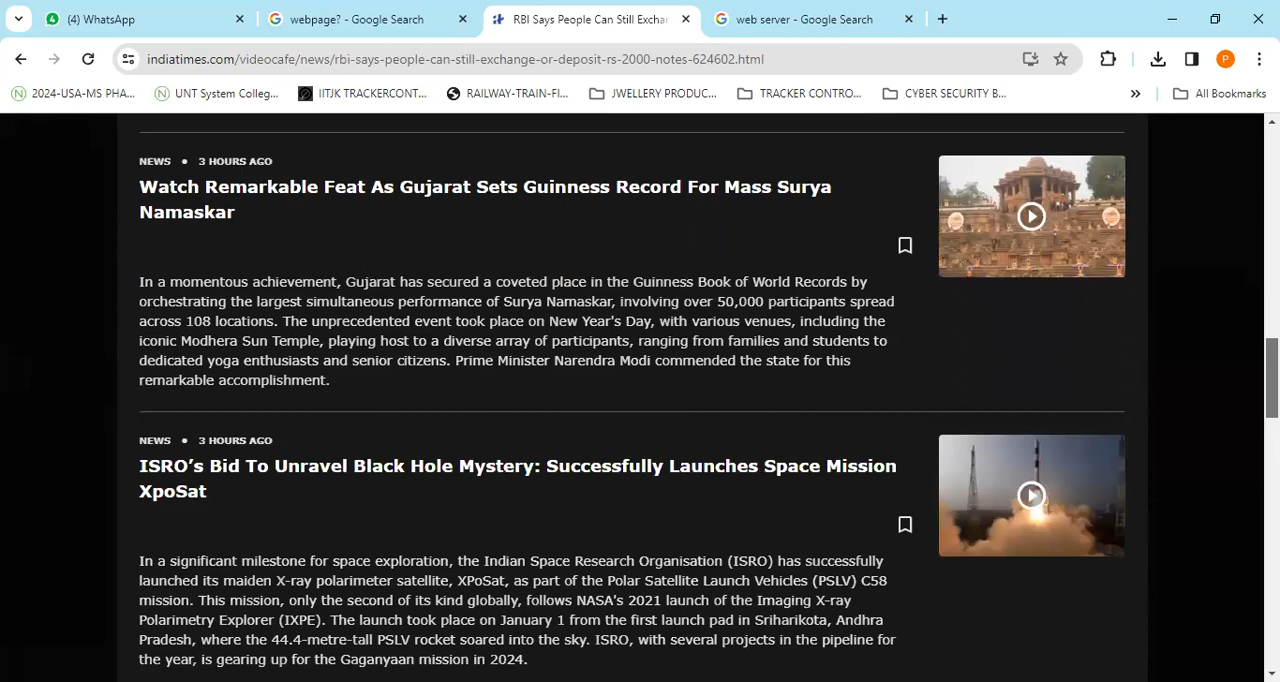 (4) WhatsApp
webpage? - Google Search
RBI Says People Can Still Exchan
web server - Google Search
indiatimes.com/videocafe/news/rbi-says-people-can-still-exchange-or-deposit-rs-2000-notes-624602.html
P
2024-USA-MS PHA...
UNT System Colleg...
IITJK TRACKERCONT...
RAILWAY-TRAIN-FI...
JWELLERY PRODUC...
TRACKER CONTRO...
CYBER SECURITY B...
All Bookmarks
NEWS • 3 HOURS AGO
Watch Remarkable Feat As Gujarat Sets Guinness Record For Mass Surya
Namaskar
In a momentous achievement, Gujarat has secured a coveted place in the Guinness Book of World Records by
orchestrating the largest simultaneous performance of Surya Namaskar, involving over 50,000 participants spread
across 108 locations. The unprecedented event took place on New Year's Day, with various venues, including the
iconic Modhera Sun Temple, playing host to a diverse array of participants, ranging from families and students to
dedicated yoga enthusiasts and senior citizens. Prime Minister Narendra Modi commended the state for this
remarkable accomplishment.
NEWS • 3 HOURS AGO
ISRO’s Bid To Unravel Black Hole Mystery: Successfully Launches Space Mission
XpoSat
In a significant milestone for space exploration, the Indian Space Research Organisation (ISRO) has successfully
launched its maiden X-ray polarimeter satellite, XPoSat, as part of the Polar Satellite Launch Vehicles (PSLV) C58
mission. This mission, only the second of its kind globally, follows NASA's 2021 launch of the Imaging X-ray
Polarimetry Explorer (IXPE). The launch took place on January 1 from the first launch pad in Sriharikota, Andhra
Pradesh, where the 44.4-metre-tall PSLV rocket soared into the sky. ISRO, with several projects in the pipeline for
the year, is gearing up for the Gaganyaan mission in 2024.